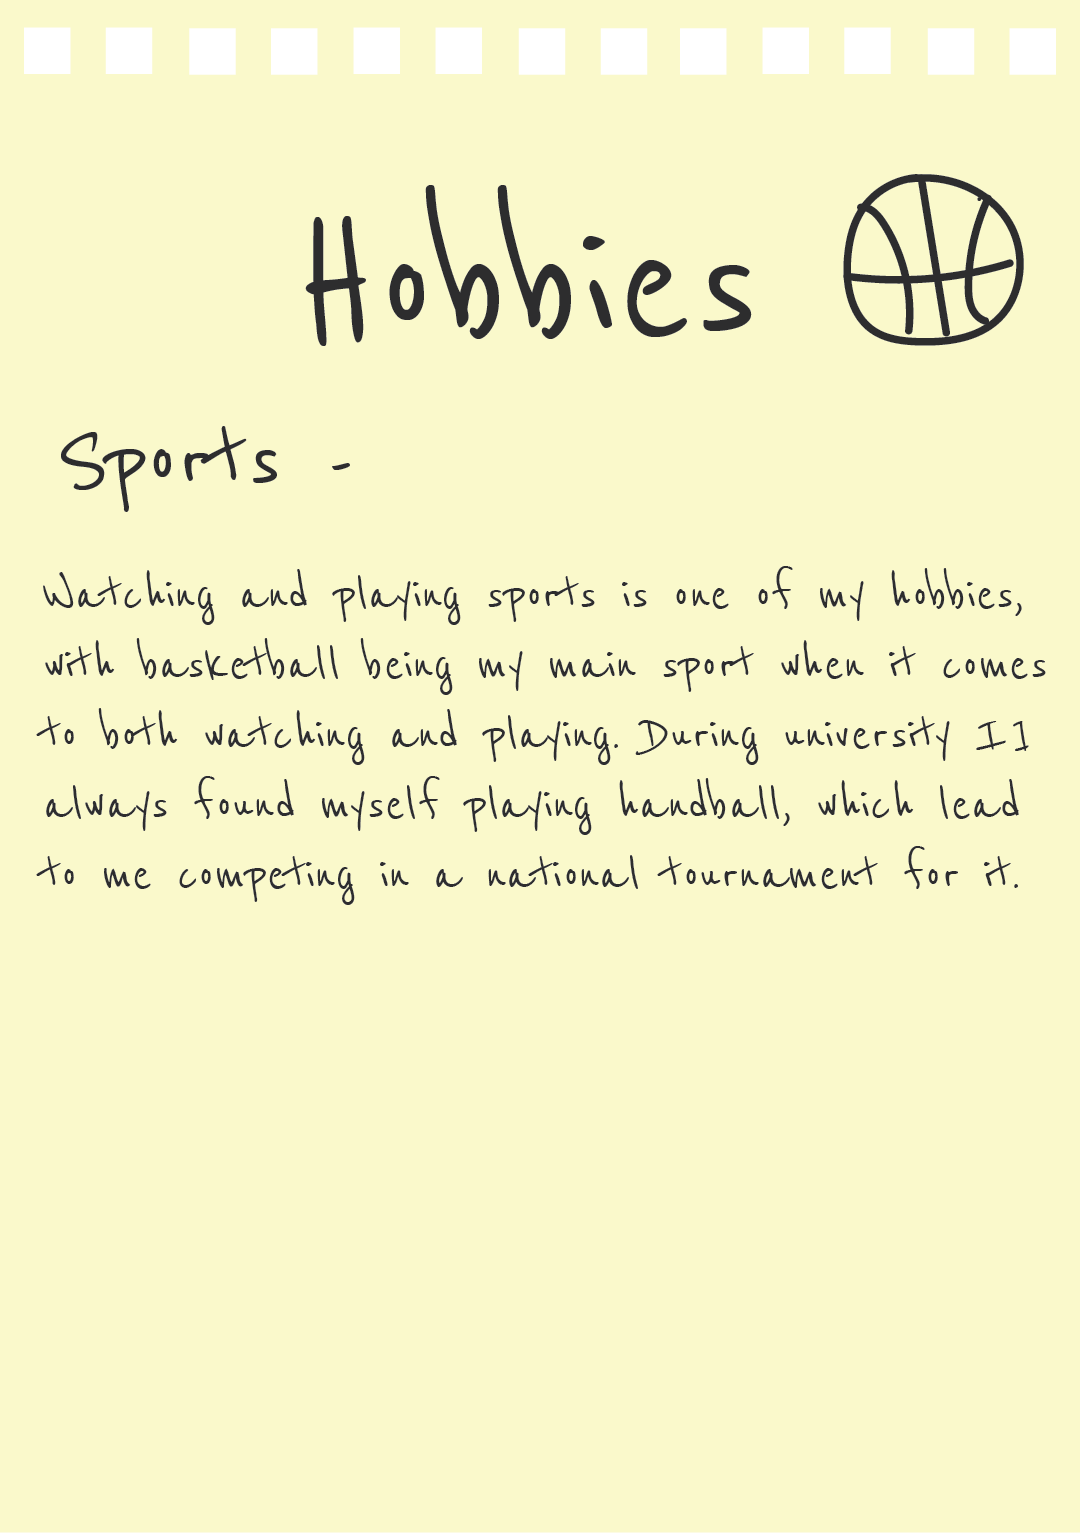 Hobbies
Sports -
Watching and playing sports is one of my hobbies,
with basketball being my main sport when it comes
to both watching and playing. During university I1
always found myself playing handball, which lead
to me competing in a national tournament for it.